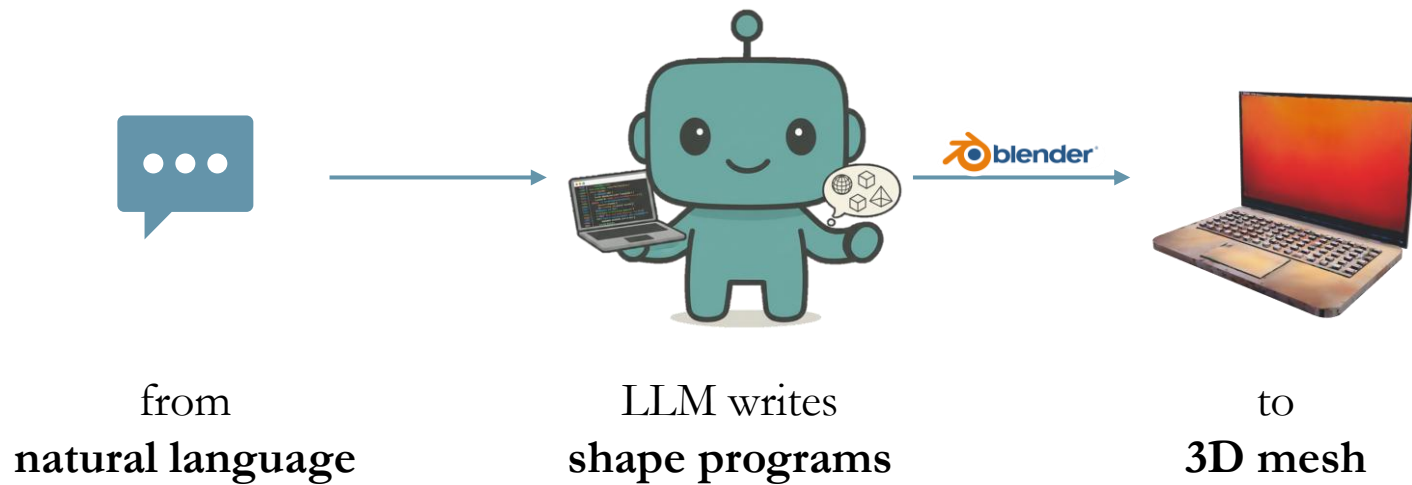 blender
from
natural language
LLM writes
shape programs
to
3D mesh